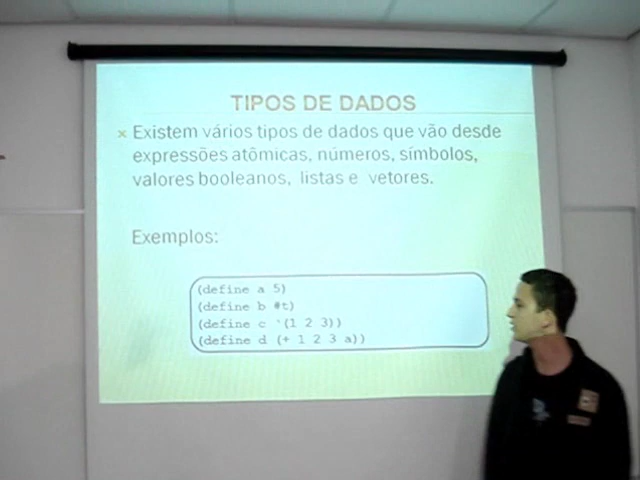 TIPOS DE DADOS
Existem vários tipos de dados que vão desde
expressões atômicas, números, símbolos,
valores booleanos, listas e vetores.
Exemplos:
(define a 5)
(define b #t)
(define c '(1 2 3))
(define d (+ 1 2 3 a))